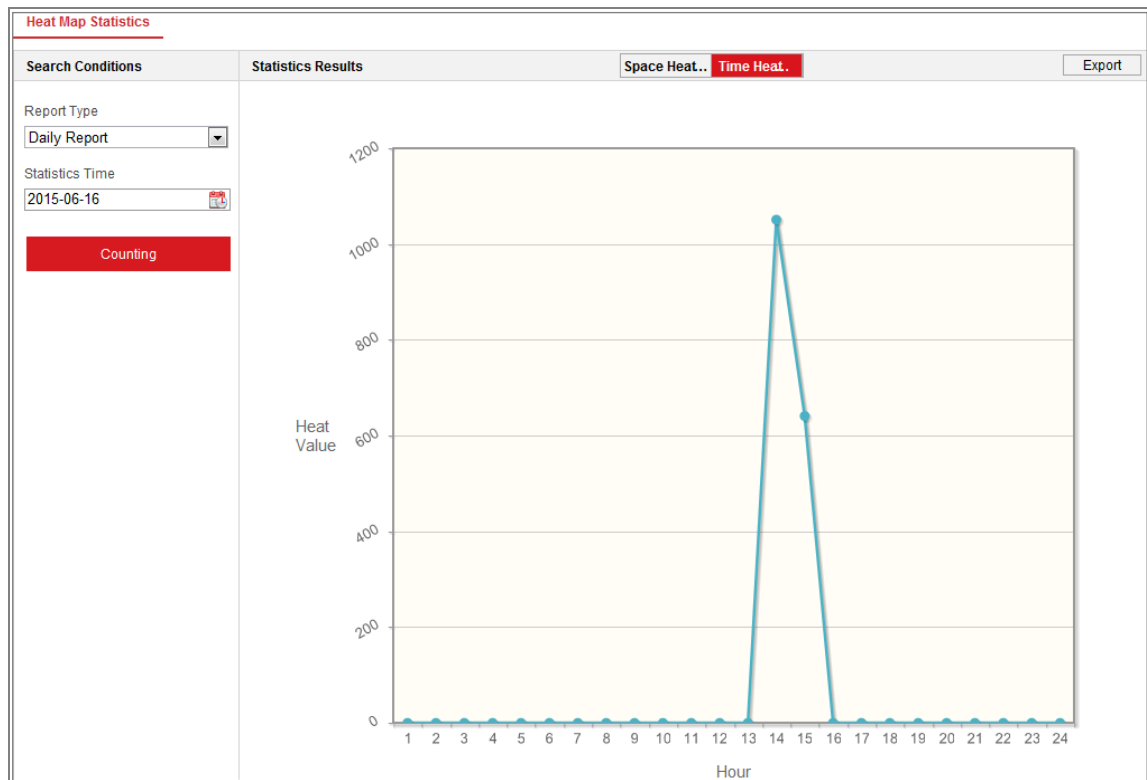 Heat Map Statistics
Search Conditions
Statistics Results
Space Heat...
Time Heat..
Export
Report Type
Daily Report
Statistics Time
2015-06-16
Counting
1200
1000
800
600
400
200
0
Heat
Value
1 2 3 4 5 6 7 8 9 10 11 12 13 14 15 16 17 18 19 20 21 22 23 24
Hour